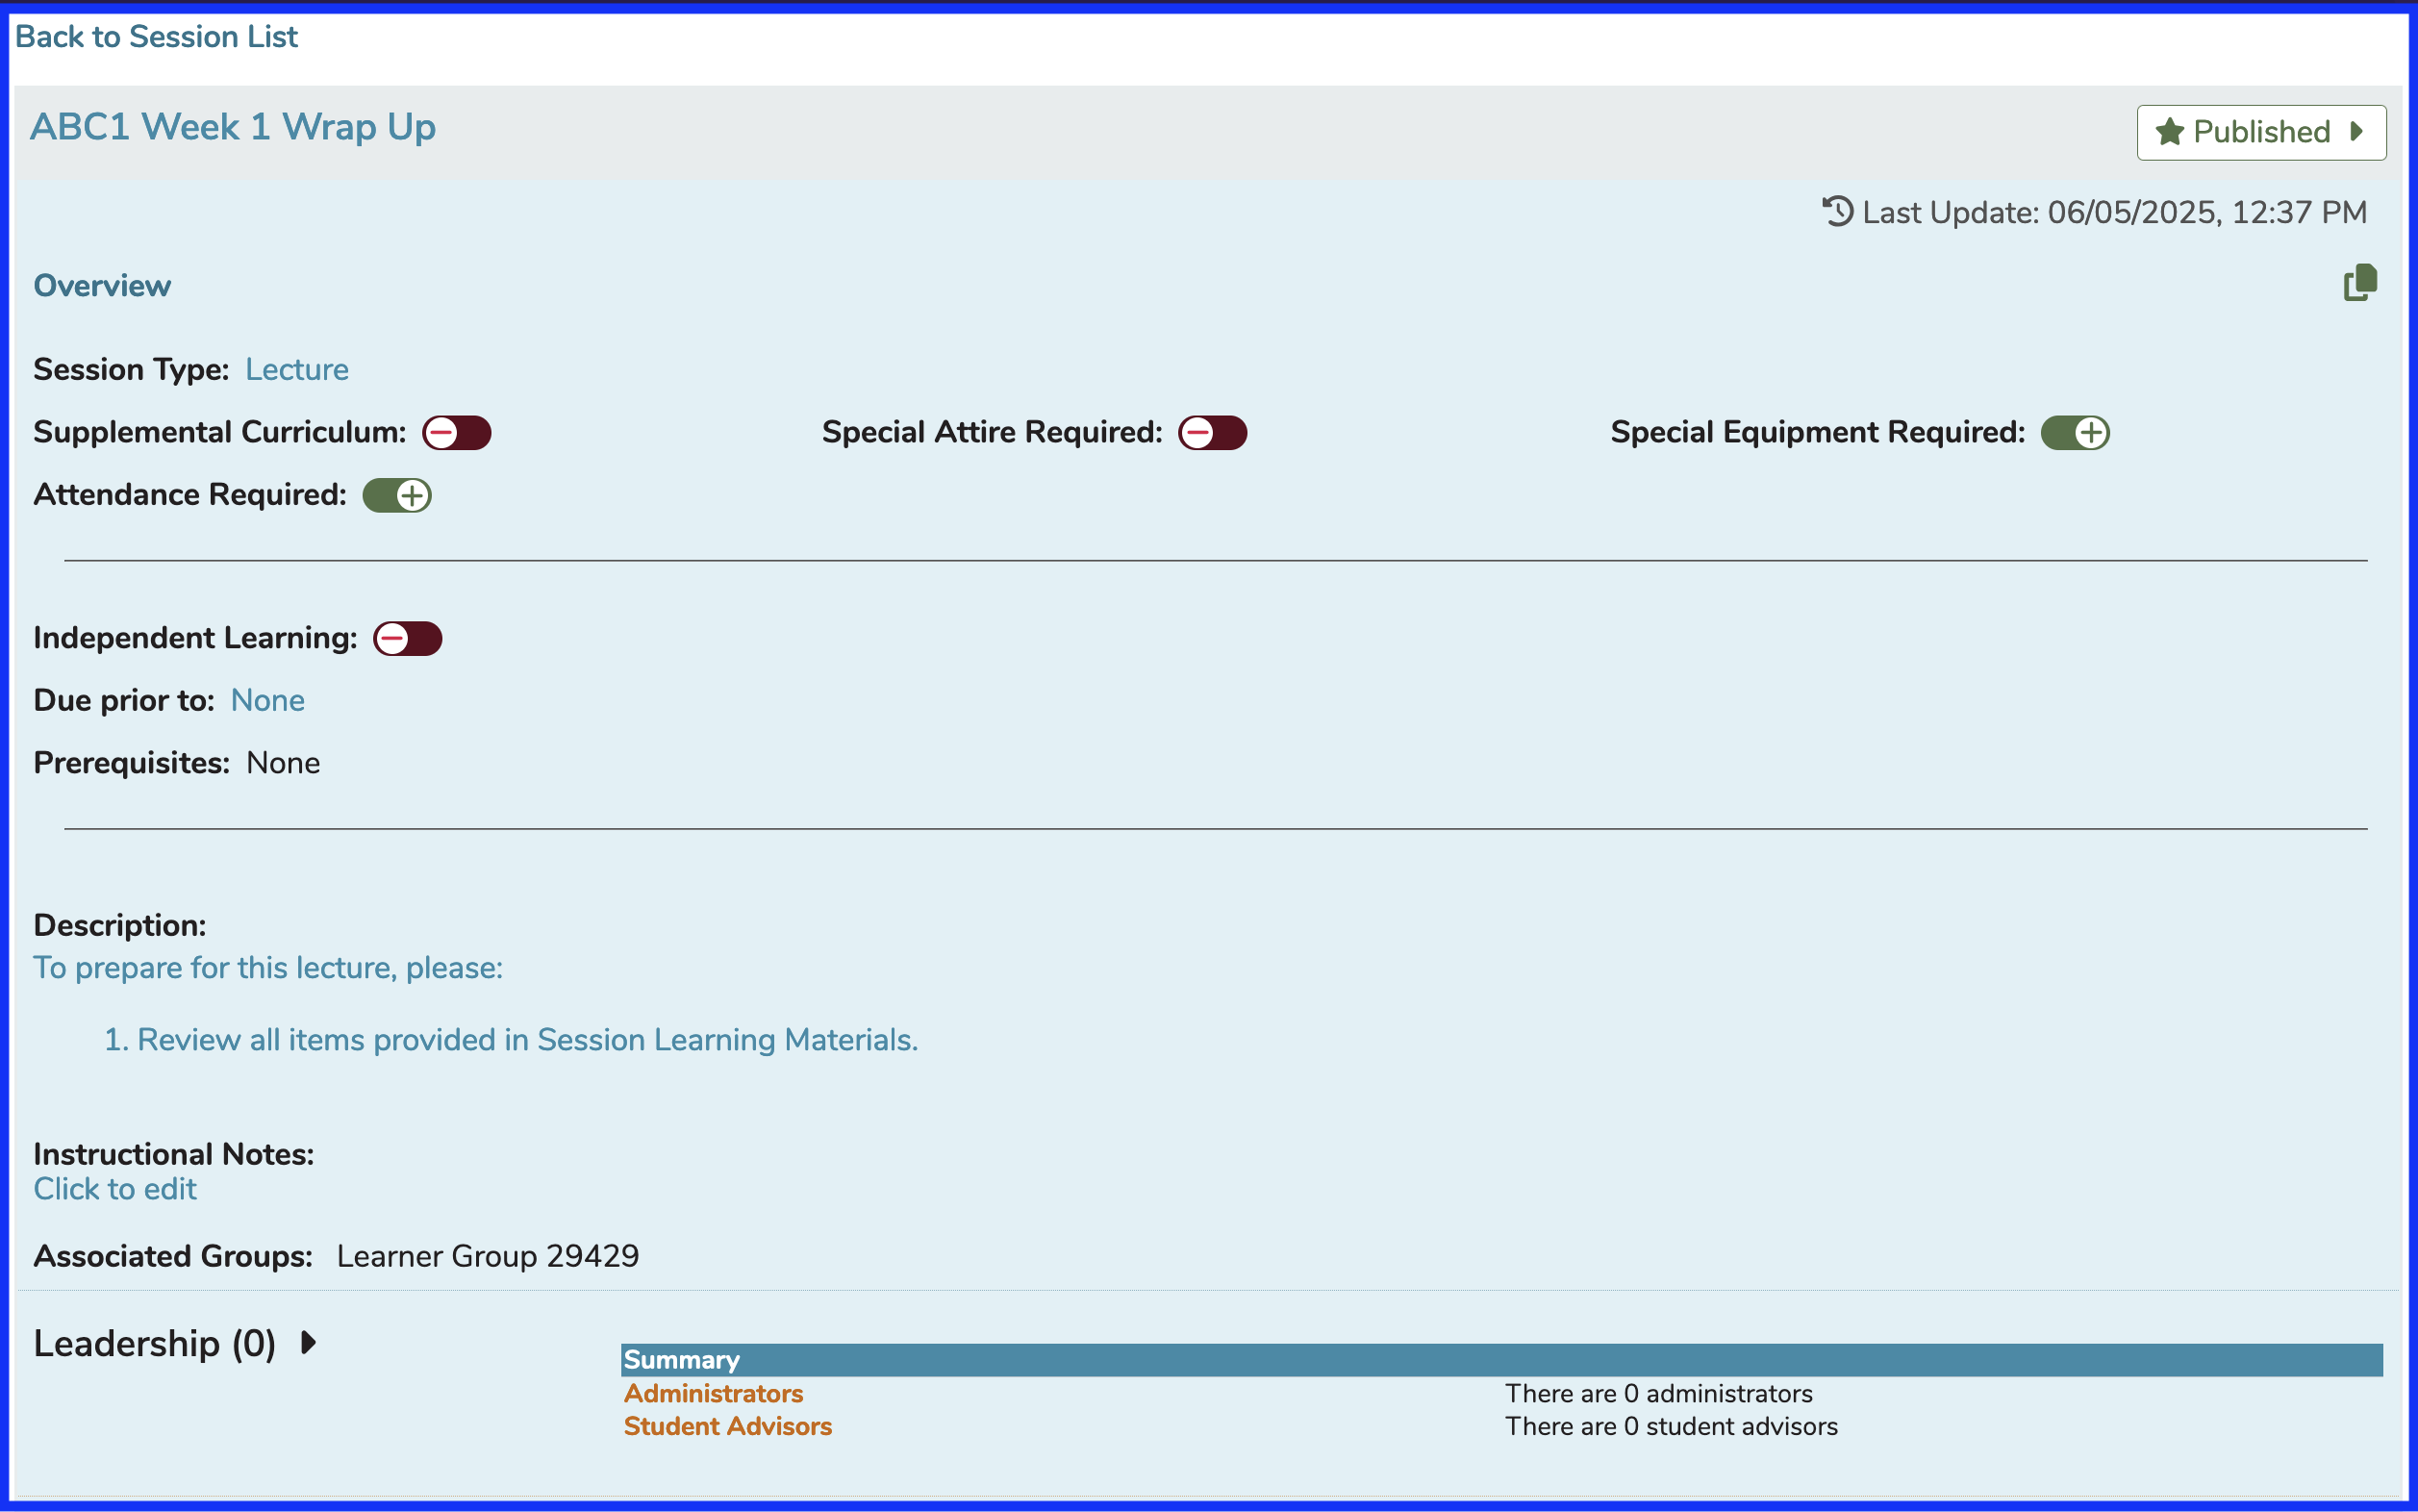 Back to Session List
ABC1 Week 1 Wrap Up
Published
Last Update: 06/05/2025, 12:37 PM
Overview
Session Type: Lecture
Supplemental Curriculum: Special Attire Required: Special Equipment Required:
Attendance Required:
Independent Learning:
Due prior to: None
Prerequisites: None
Description:
To prepare for this lecture, please:
1. Review all items provided in Session Learning Materials.
Instructional Notes:
Click to edit
Associated Groups: Learner Group 29429
Leadership (0)
Summary
Administrators There are 0 administrators
Student Advisors There are 0 student advisors